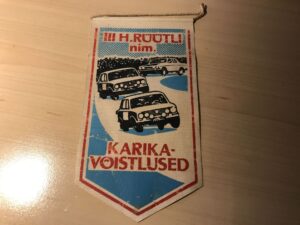 III H. RÜÜTLI
nim.
KARIKA-
VÕISTLUSED